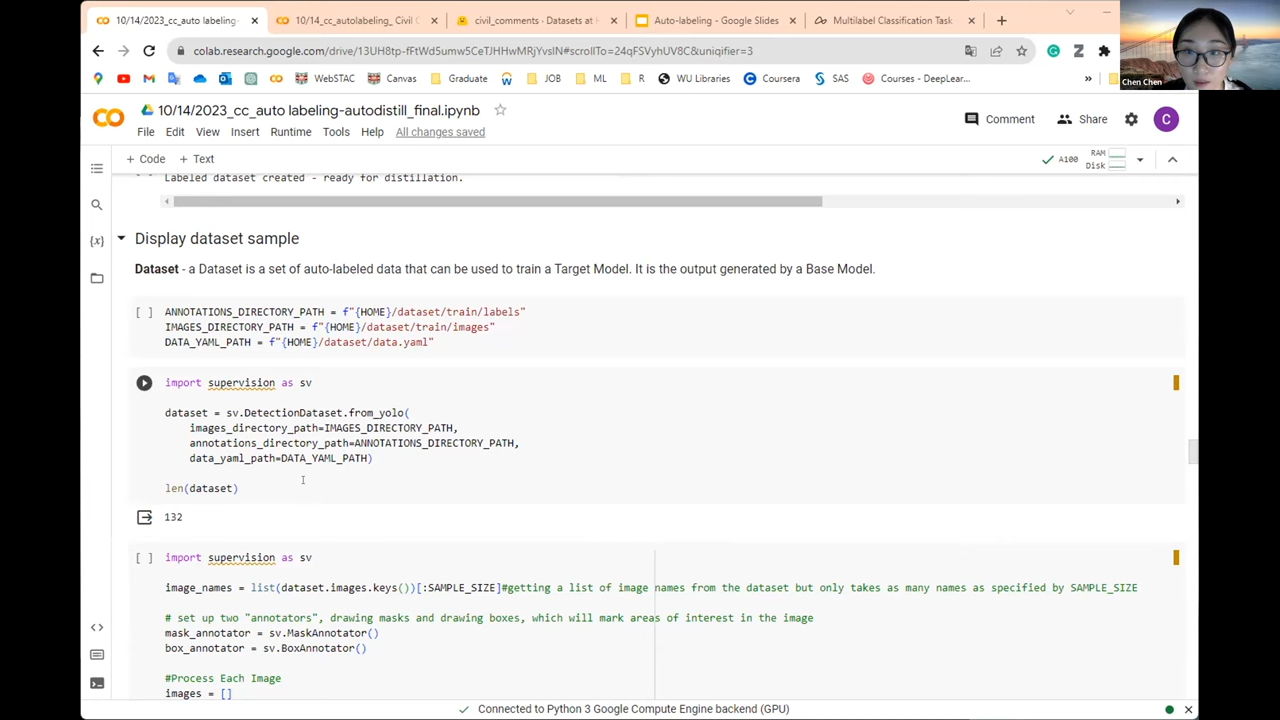 10/14/2023_cc_auto labeling-
10/14_cc_autolabeling_ Civil C
civil_comments · Datasets at H
Auto-labeling - Google Slides
Multilabel Classification Task
colab.research.google.com/drive/13UH8tp-fFtWd5umw5CeTJHHwMRjYvsIN#scrollTo=24qFSVyhUV8C&uniqifier=3
WebSTAC
Canvas
Graduate
JOB
ML
R
WU Libraries
Coursera
SAS
Courses - DeepLear...
Chen Chen
10/14/2023_cc_auto labeling-autodistill_final.ipynb
File Edit View Insert Runtime Tools Help All changes saved
Comment
Share
C
+ Code + Text
A100
RAM
Disk
Labeled dataset created - ready for distillation.
Display dataset sample
Dataset - a Dataset is a set of auto-labeled data that can be used to train a Target Model. It is the output generated by a Base Model.
[ ] ANNOTATIONS_DIRECTORY_PATH = f"{HOME}/dataset/train/labels"
IMAGES_DIRECTORY_PATH = f"{HOME}/dataset/train/images"
DATA_YAML_PATH = f"{HOME}/dataset/data.yaml"
import supervision as sv
dataset = sv.DetectionDataset.from_yolo(
images_directory_path=IMAGES_DIRECTORY_PATH,
annotations_directory_path=ANNOTATIONS_DIRECTORY_PATH,
data_yaml_path=DATA_YAML_PATH)
len(dataset)
132
[ ] import supervision as sv
image_names = list(dataset.images.keys())[:SAMPLE_SIZE]#getting a list of image names from the dataset but only takes as many names as specified by SAMPLE_SIZE
# set up two "annotators", drawing masks and drawing boxes, which will mark areas of interest in the image
mask_annotator = sv.MaskAnnotator()
box_annotator = sv.BoxAnnotator()
#Process Each Image
images = []
Connected to Python 3 Google Compute Engine backend (GPU)